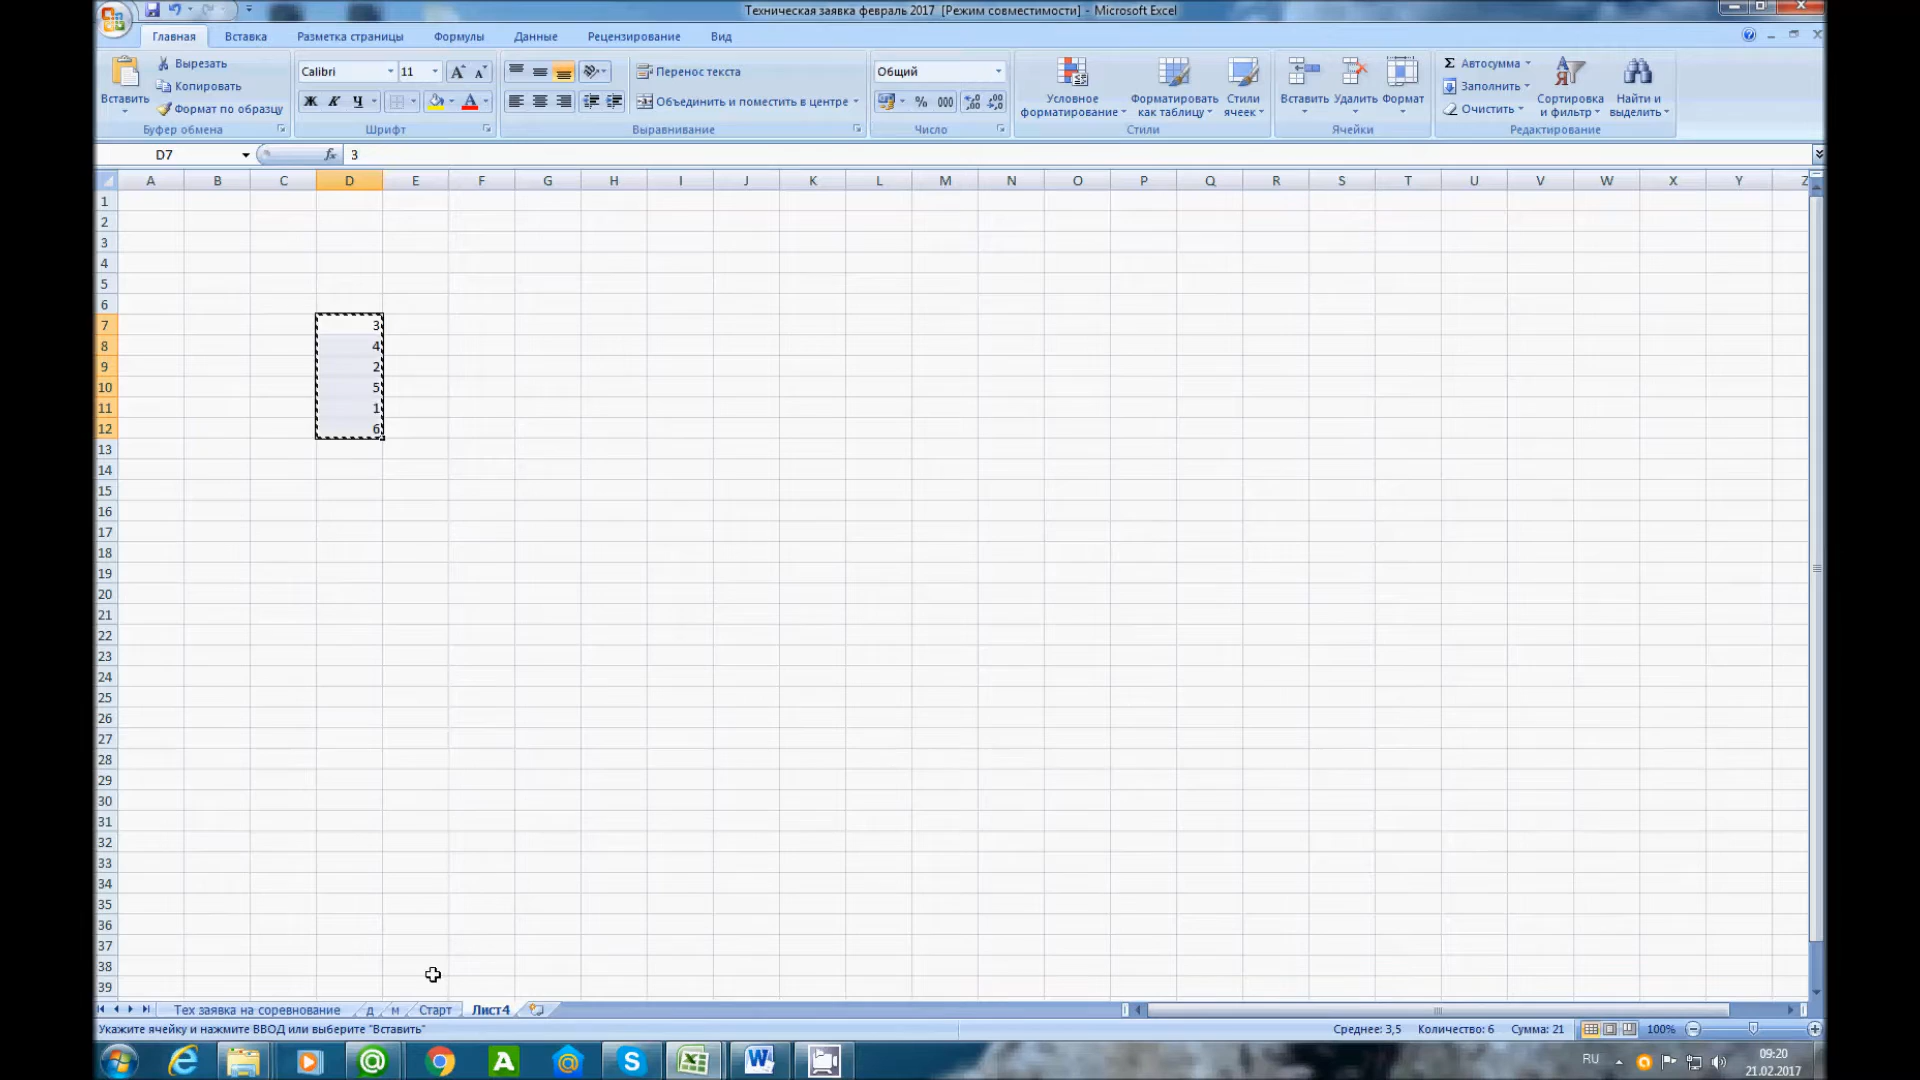 Техническая заявка февраль 2017 [Режим совместимости] - Microsoft Excel
Главная Вставка Разметка страницы Формулы Данные Рецензирование Вид
Вставить
Вырезать
Копировать
Формат по образцу
Буфер обмена
Calibri 11
Ж К Ч
Шрифт
Перенос текста
Объединить и поместить в центре
Выравнивание
Общий
% 000
Число
Условное форматирование
Форматировать как таблицу
Стили ячеек
Стили
Вставить Удалить Формат
Ячейки
Σ Автосумма
Заполнить
Очистить
Сортировка и фильтр
Найти и выделить
Редактирование
D7 fx 3
A B C D E F G H I J K L M N O P Q R S T U V W X Y Z
1
2
3
4
5
6
7 3
8 4
9 2
10 5
11 1
12 6
13
14
15
16
17
18
19
20
21
22
23
24
25
26
27
28
29
30
31
32
33
34
35
36
37
38
39
Тех заявка на соревнование д м Старт Лист4
Укажите ячейку и нажмите ВВОД или выберите "Вставить" Среднее: 3,5 Количество: 6 Сумма: 21 100%
RU 09:20
21.02.2017